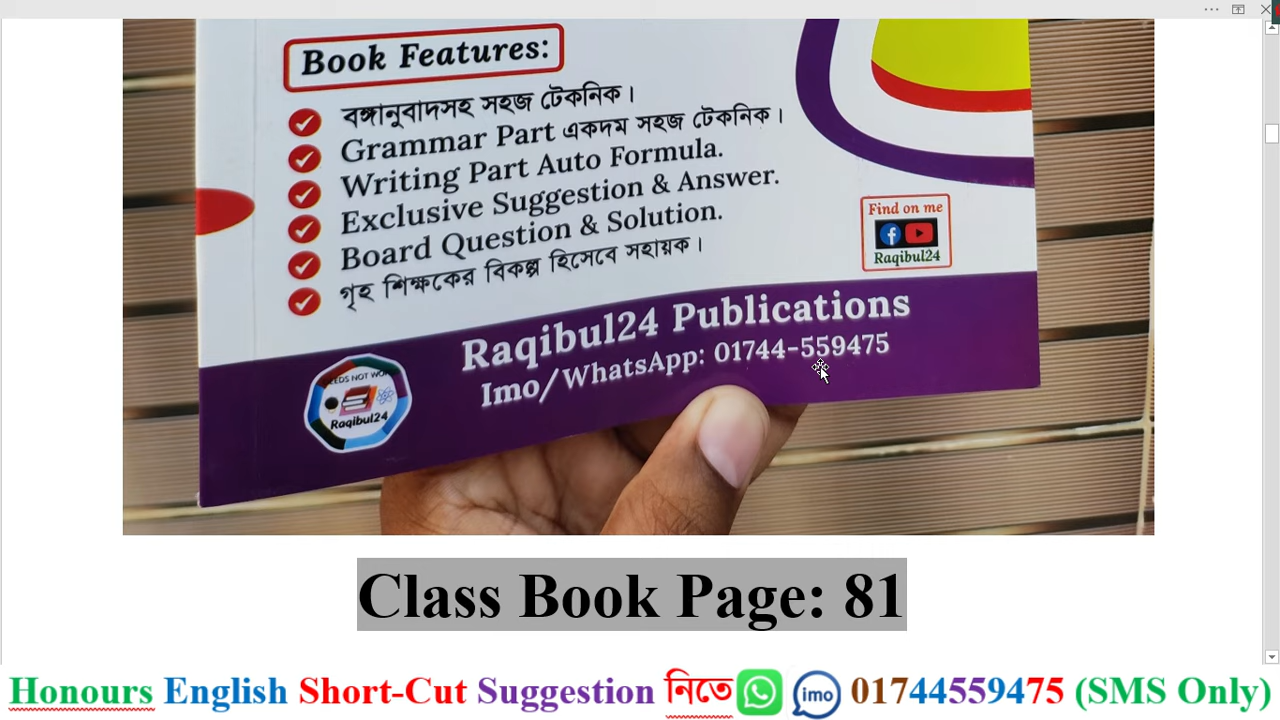 Book Features:
বঙ্গানুবাদসহ সহজ টেকনিক।
Grammar Part একদম সহজ টেকনিক।
Writing Part Auto Formula.
Exclusive Suggestion & Answer.
Board Question & Solution.
গৃহ শিক্ষকের বিকল্প হিসেবে সহায়ক।
Find on me
Raqibul24
Raqibul24 Publications
Imo/WhatsApp: 01744-559475
Raqibul24
Class Book Page: 81
Honours English Short-Cut Suggestion নিতে imo 01744559475 (SMS Only)